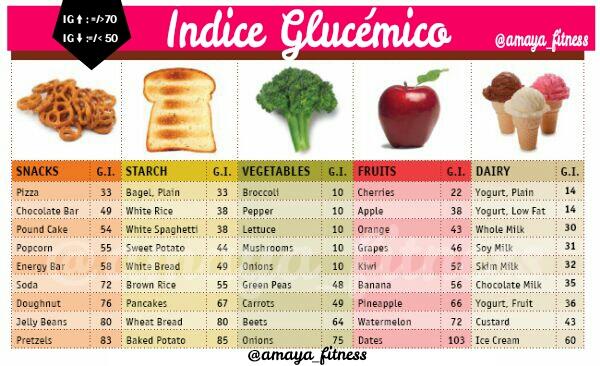 IG ⬆ : =/>70
IG ⬇ : =/< 50
Indice Glucémico
@amaya_fitness
SNACKS G.I. STARCH G.I. VEGETABLES G.I. FRUITS G.I. DAIRY G.I.
Pizza 33 Bagel, Plain 33 Broccoli 10 Cherries 22 Yogurt, Plain 14
Chocolate Bar 49 White Rice 38 Pepper 10 Apple 38 Yogurt, Low Fat 14
Pound Cake 54 White Spaghetti 38 Lettuce 10 Orange 43 Whole Milk 30
Popcorn 55 Sweet Potato 44 Mushrooms 10 Grapes 46 Soy Milk 31
Energy Bar 58 White Bread 49 Onions 10 Kiwi 52 Skim Milk 32
Soda 72 Brown Rice 55 Green Peas 48 Banana 56 Chocolate Milk 35
Doughnut 76 Pancakes 67 Carrots 49 Pineapple 66 Yogurt, Fruit 36
Jelly Beans 80 Wheat Bread 80 Beets 64 Watermelon 72 Custard 43
Pretzels 83 Baked Potato 85 Onions 75 Dates 103 Ice Cream 60
@amaya_fitness
@amaya_fitness